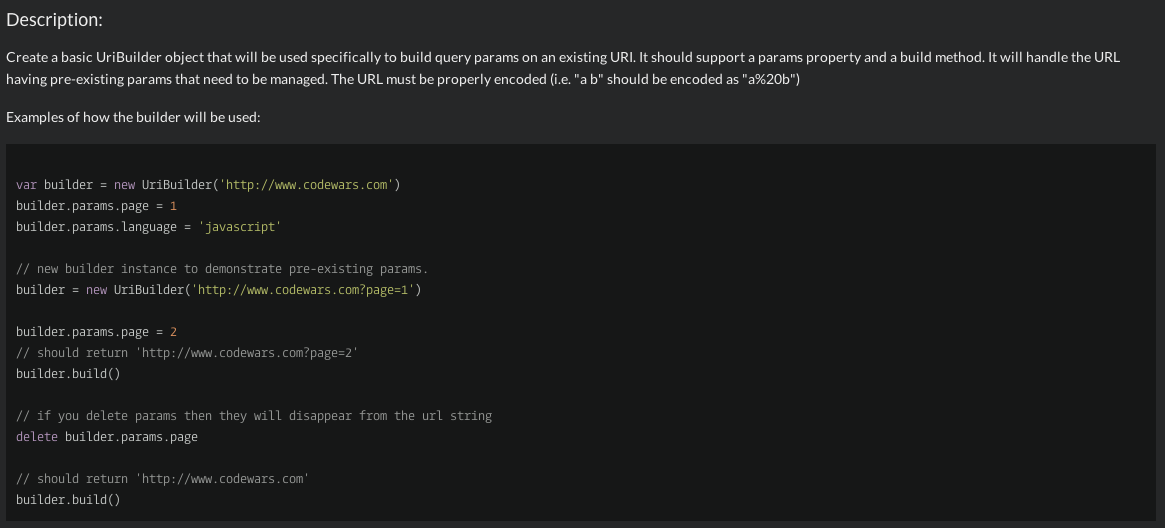 Description:
Create a basic UriBuilder object that will be used specifically to build query params on an existing URI. It should support a params property and a build method. It will handle the URL
having pre-existing params that need to be managed. The URL must be properly encoded (i.e. "a b" should be encoded as "a%20b")
Examples of how the builder will be used:
var builder = new UriBuilder('http://www.codewars.com')
builder.params.page = 1
builder.params.language = 'javascript'
// new builder instance to demonstrate pre-existing params.
builder = new UriBuilder('http://www.codewars.com?page=1')
builder.params.page = 2
// should return 'http://www.codewars.com?page=2'
builder.build()
// if you delete params then they will disappear from the url string
delete builder.params.page
// should return 'http://www.codewars.com'
builder.build()